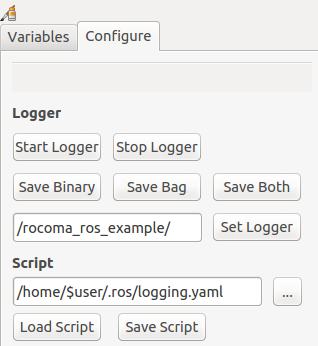 Variables Configure
Logger
Start Logger Stop Logger
Save Binary Save Bag Save Both
/rocoma_ros_example/ Set Logger
Script
/home/$user/.ros/logging.yaml ...
Load Script Save Script